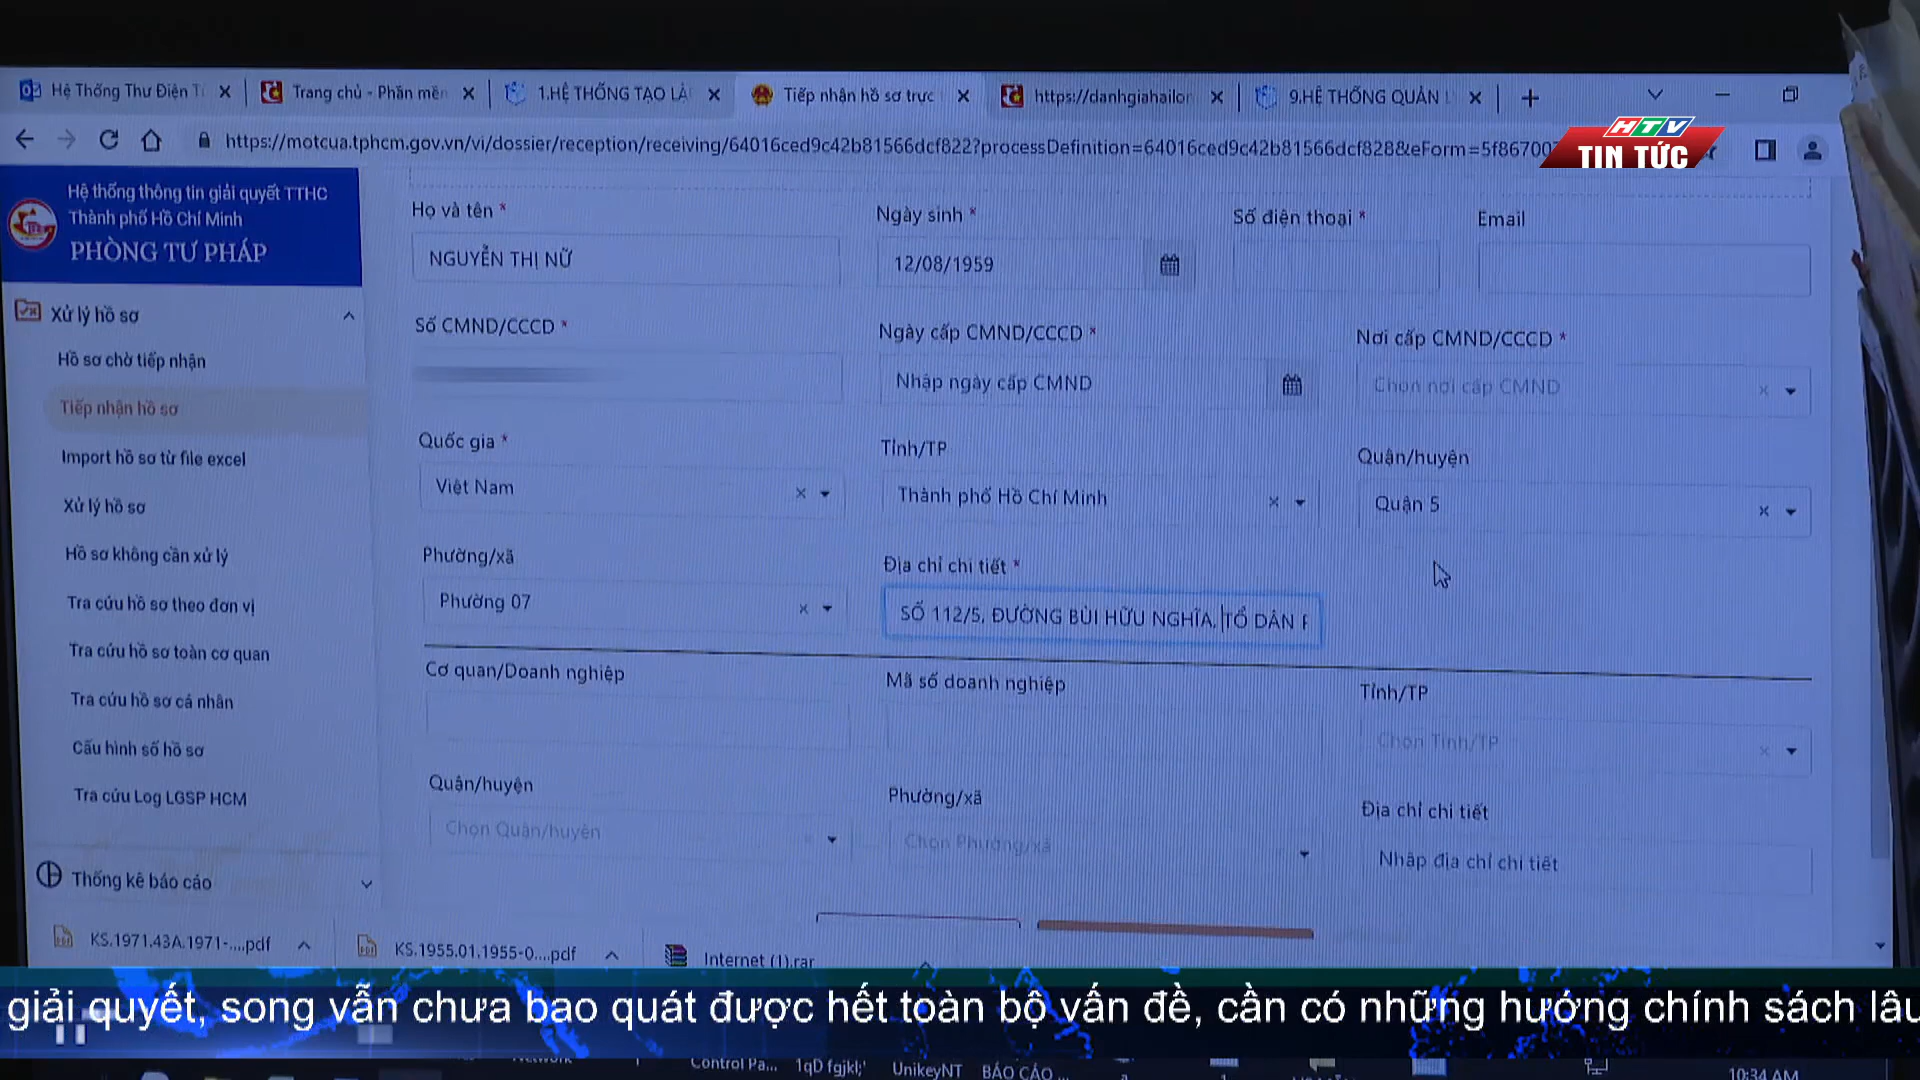 Hệ Thống Thư Điện T
Trang chủ - Phần mề
1.HỆ THỐNG TẠO LẬ
Tiếp nhận hồ sơ trực
https://danhgiahailon
9.HỆ THỐNG QUẢN L
https://motcua.tphcm.gov.vn/vi/dossier/reception/receiving/64016ced9c42b81566dcf822?processDefinition=64016ced9c42b81566dcf828&eForm=5f86700
HTV
TIN TỨC
Hệ thống thông tin giải quyết TTHC
Thành phố Hồ Chí Minh
PHÒNG TƯ PHÁP
Xử lý hồ sơ
Hồ sơ chờ tiếp nhận
Tiếp nhận hồ sơ
Import hồ sơ từ file excel
Xử lý hồ sơ
Hồ sơ không cần xử lý
Tra cứu hồ sơ theo đơn vị
Tra cứu hồ sơ toàn cơ quan
Tra cứu hồ sơ cá nhân
Cấu hình số hồ sơ
Tra cứu Log LGSP HCM
Thống kê báo cáo
Họ và tên *
Ngày sinh *
Số điện thoại *
Email
NGUYỄN THỊ NỮ
12/08/1959
Số CMND/CCCD *
Ngày cấp CMND/CCCD *
Nơi cấp CMND/CCCD *
Nhập ngày cấp CMND
Chọn nơi cấp CMND
Quốc gia *
Tỉnh/TP
Quận/huyện
Việt Nam
Thành phố Hồ Chí Minh
Quận 5
Phường/xã
Địa chỉ chi tiết *
Phường 07
SỐ 112/5, ĐƯỜNG BÙI HỮU NGHĨA, TỔ DÂN P
Cơ quan/Doanh nghiệp
Mã số doanh nghiệp
Tỉnh/TP
Chọn Tỉnh/TP
Quận/huyện
Phường/xã
Địa chỉ chi tiết
Chọn Quận/huyện
Chọn Phường/xã
Nhập địa chỉ chi tiết
KS.1971.43A.1971-....pdf
KS.1955.01.1955-0....pdf
Internet (1).rar
giải quyết, song vẫn chưa bao quát được hết toàn bộ vấn đề, cần có những hướng chính sách lâu
Control Pa...
1qD fgjkl;'
UnikeyNT
BÁO CÁO ...
10:34 AM